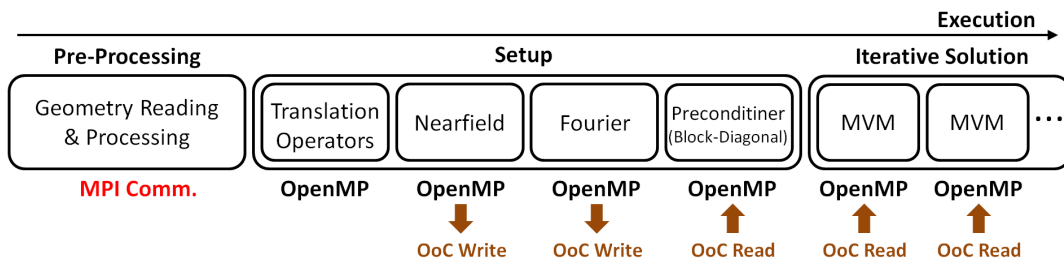 Execution
Pre-Processing
Setup
Iterative Solution
Geometry Reading
& Processing
Translation
Operators
Nearfield
Fourier
Preconditiner
(Block-Diagonal)
MVM
MVM
...
MPI Comm.
OpenMP
OpenMP
OpenMP
OpenMP
OpenMP
OpenMP
OoC Write
OoC Write
OoC Read
OoC Read
OoC Read